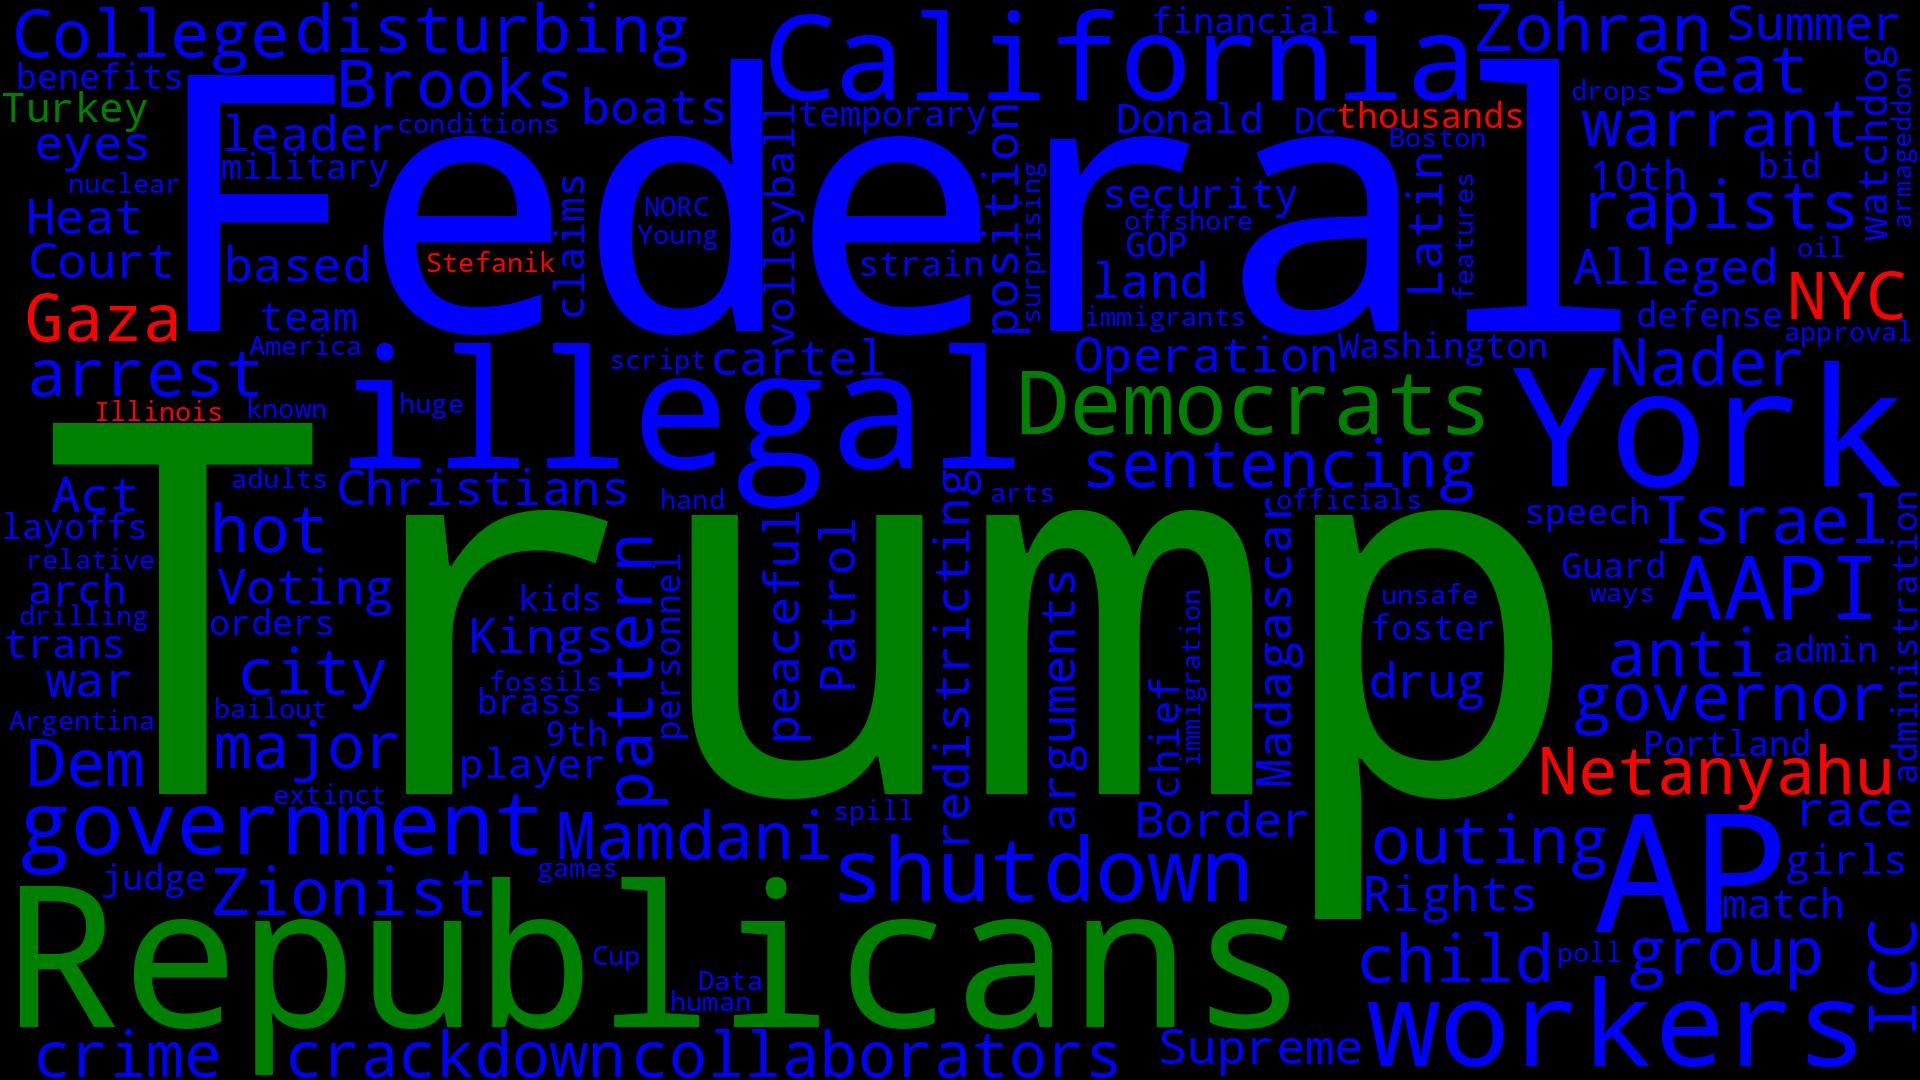 College
disturbing
California
financial
Zohran
Summer
benefits
Brooks
boats
temporary
Donald
DC
thousands
drops
seat
Watchdog
Turkey
leader
conditions
Federal
volleyball
position
Boston
warrant
armageddon
eyes
military
nuclear
claims
NORC
Young
surprising
security
offshore
Latin
features
10th
bid
rapists
Heat
Court
based
Stefanik
strain
GOP
land
Alleged
oil
NYC
Gaza
team
immigrants
defense
approval
America
arrest
illegal
script
cartel
Operation
Washington
Nader
York
Illinois
known
huge
Democrats
Trump
Act
adults
Christians
hand
redistricting
arts
sentencing
officials
layoffs
hot
pattern
personnel
peaceful
Patrol
arguments
chief
immigration
Madagascar
speech
Israel
administration
relative
arch
Voting
kids
unsafe
Guard
ways
AAPI
drilling
orders
Kings
foster
trans
war
city
fossils
brass
drug
anti
admin
governor
Argentina
bailout
9th
Portland
Dem
major
player
Netanyahu
extinct
government
Mamdani
spill
Border
race
shutdown
outing
AP
girls
judge
Zionist
games
Rights
match
Republicans
Cup
Data
human
child
poll
group
ICC
crime
crackdown
collaborators
Supreme
workers